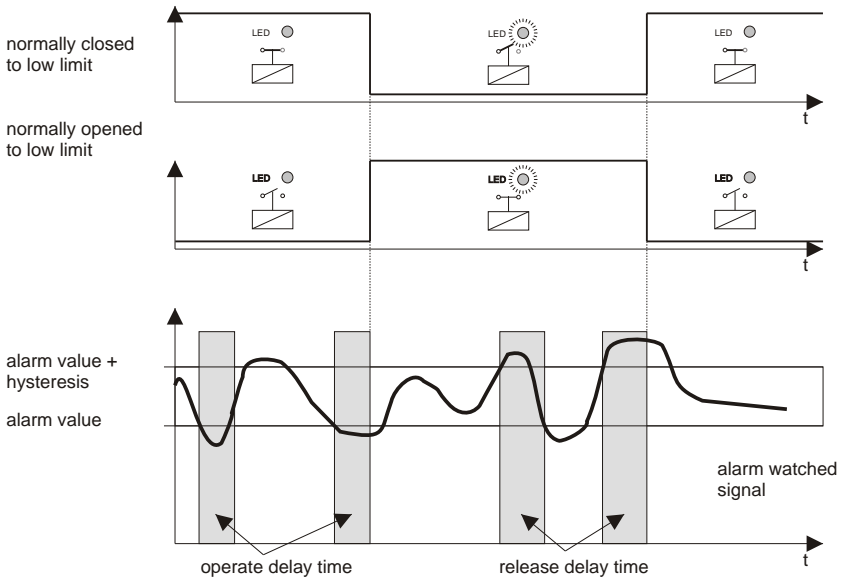 normally closed
to low limit
LED
LED
LED
t
normally opened
to low limit
LED
LED
LED
t
alarm value +
hysteresis
alarm value
alarm watched
signal
operate delay time
release delay time
t